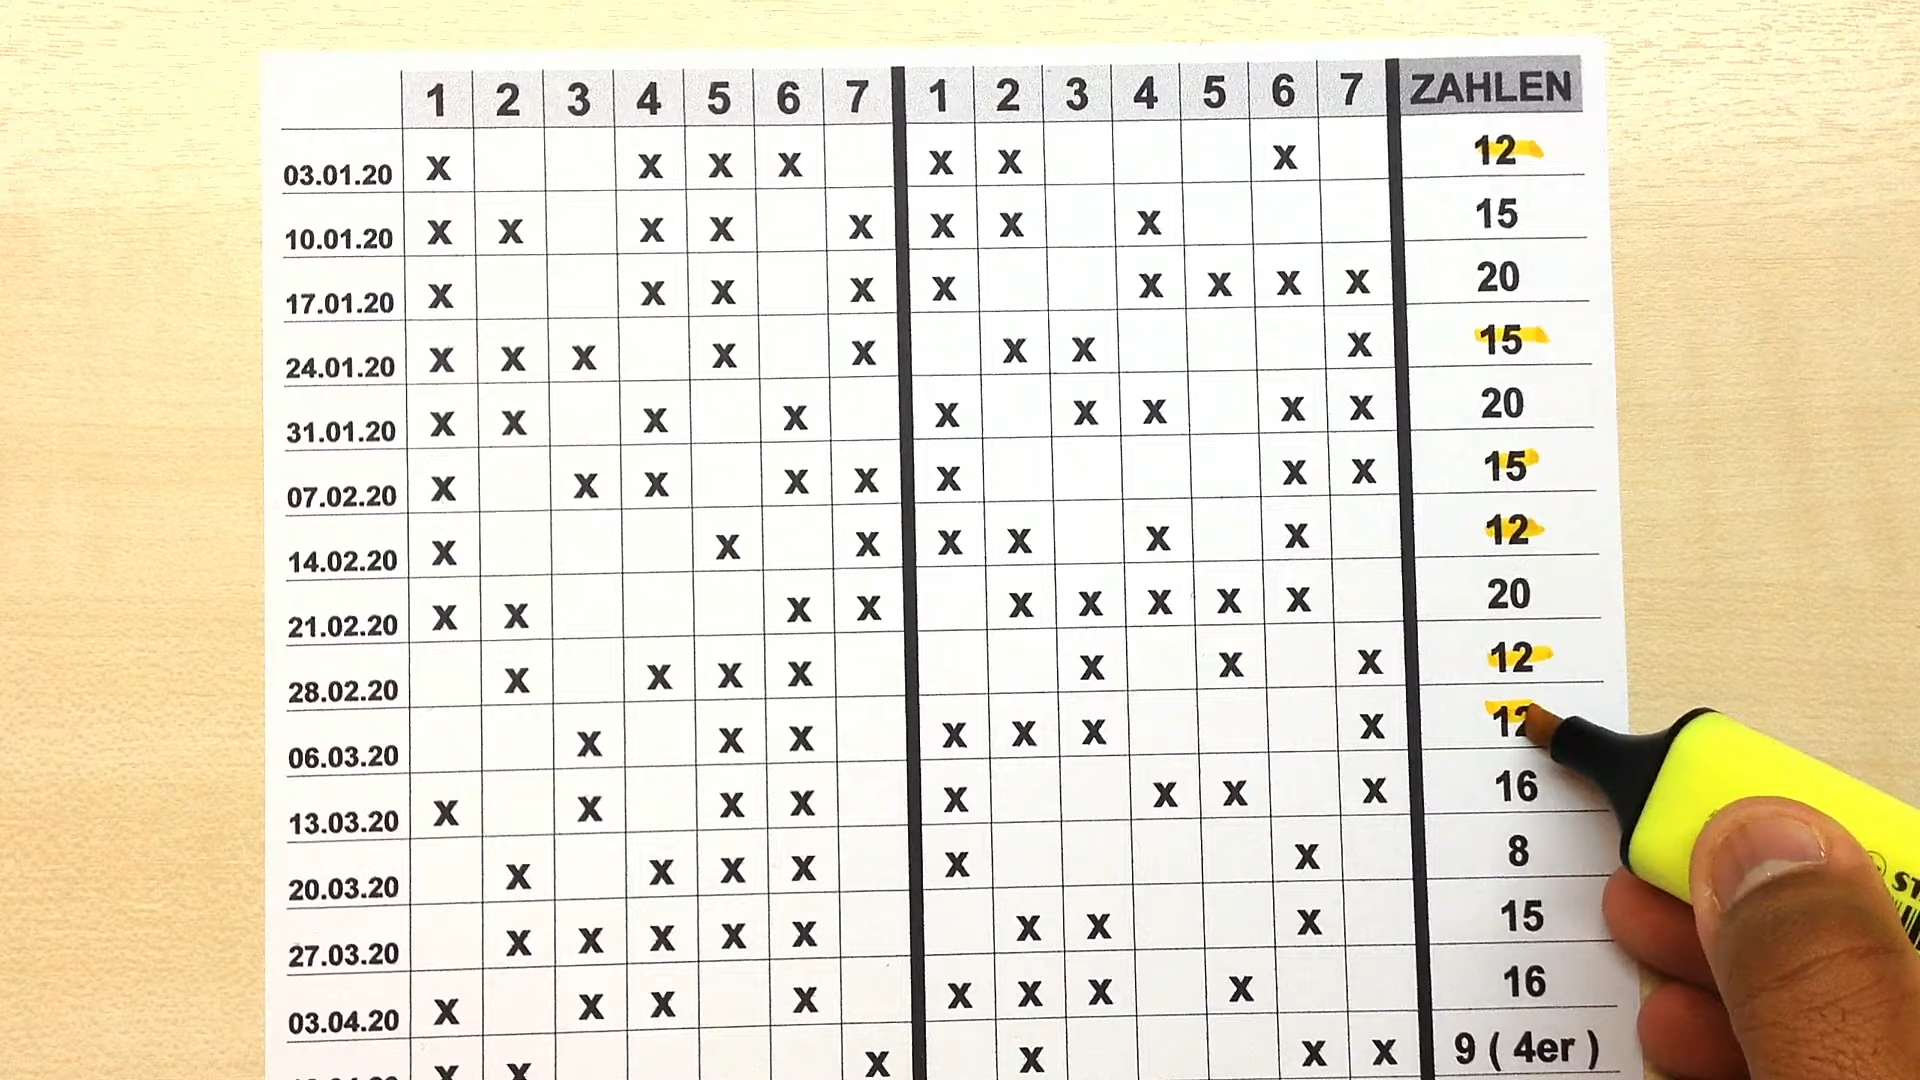 1 2 3 4 5 6 7 1 2 3 4 5 6 7 ZAHLEN
03.01.20 X X X X X X X 12
10.01.20 X X X X X X X X 15
17.01.20 X X X X X X X X X 20
24.01.20 X X X X X X X X 15
31.01.20 X X X X X X X X X 20
07.02.20 X X X X X X X X 15
14.02.20 X X X X X X X 12
21.02.20 X X X X X X X X X 20
28.02.20 X X X X X X X 12
06.03.20 X X X X X X X 12
13.03.20 X X X X X X X X 16
20.03.20 X X X X X X 8
27.03.20 X X X X X X X X 15
03.04.20 X X X X X X X X 16
X X X X X X 9 ( 4er )